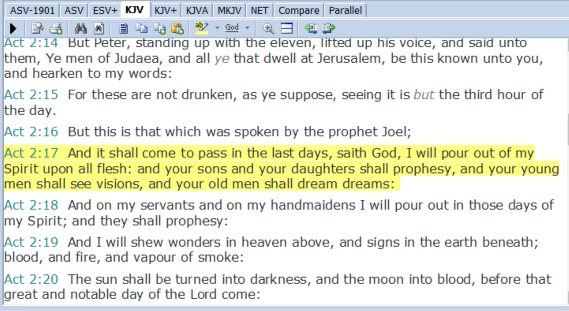 ASV-1901 ASV ESV+ KJV KJV+ KJVA MKJV NET Compare Parallel
God
Act 2:14 But Peter, standing up with the eleven, lifted up his voice, and said unto
them, Ye men of Judaea, and all ye that dwell at Jerusalem, be this known unto you,
and hearken to my words:
Act 2:15 For these are not drunken, as ye suppose, seeing it is but the third hour of
the day.
Act 2:16 But this is that which was spoken by the prophet Joel;
Act 2:17 And it shall come to pass in the last days, saith God, I will pour out of my
Spirit upon all flesh: and your sons and your daughters shall prophesy, and your young
men shall see visions, and your old men shall dream dreams:
Act 2:18 And on my servants and on my handmaidens I will pour out in those days of
my Spirit; and they shall prophesy:
Act 2:19 And I will shew wonders in heaven above, and signs in the earth beneath;
blood, and fire, and vapour of smoke:
Act 2:20 The sun shall be turned into darkness, and the moon into blood, before that
great and notable day of the Lord come: